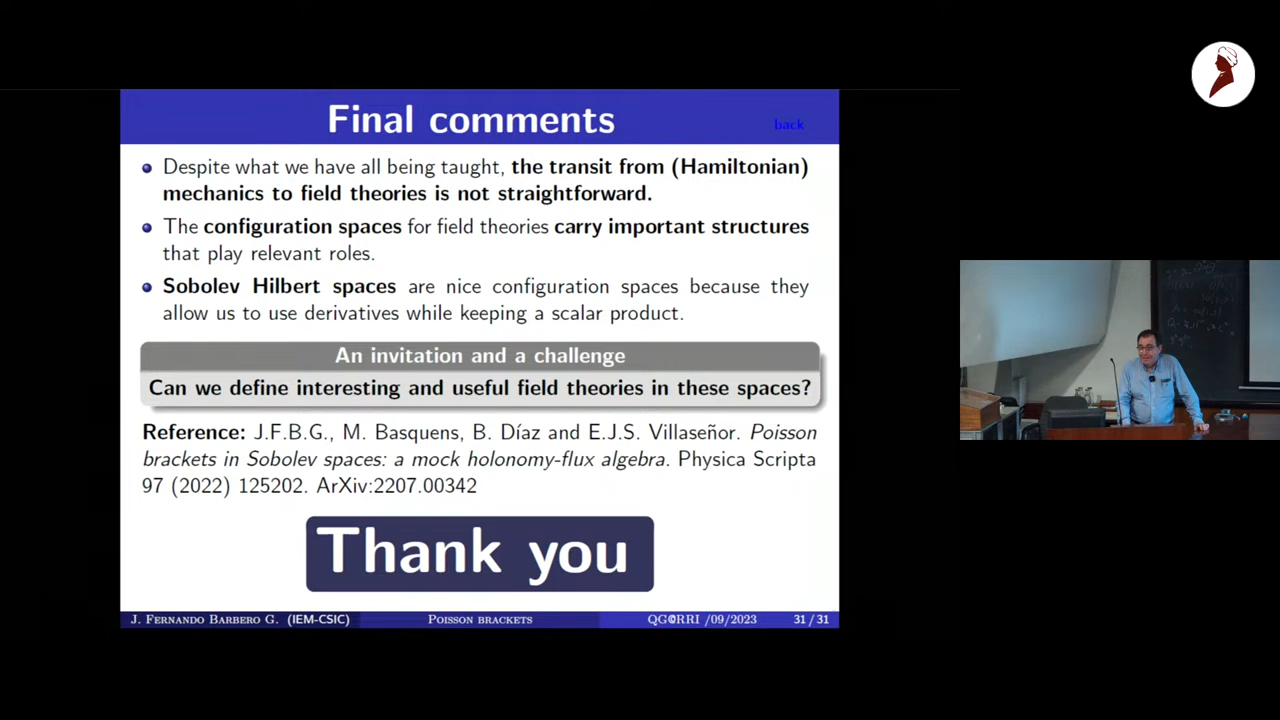 Final comments
back
Despite what we have all being taught, the transit from (Hamiltonian)
mechanics to field theories is not straightforward.
The configuration spaces for field theories carry important structures
that play relevant roles.
Sobolev Hilbert spaces are nice configuration spaces because they
allow us to use derivatives while keeping a scalar product.
An invitation and a challenge
Can we define interesting and useful field theories in these spaces?
Reference: J.F.B.G., M. Basquens, B. Díaz and E.J.S. Villaseñor. Poisson
brackets in Sobolev spaces: a mock holonomy-flux algebra. Physica Scripta
97 (2022) 125202. ArXiv:2207.00342
Thank you
J. Fernando Barbero G. (IEM-CSIC) Poisson brackets QG@RRI /09/2023 31 / 31